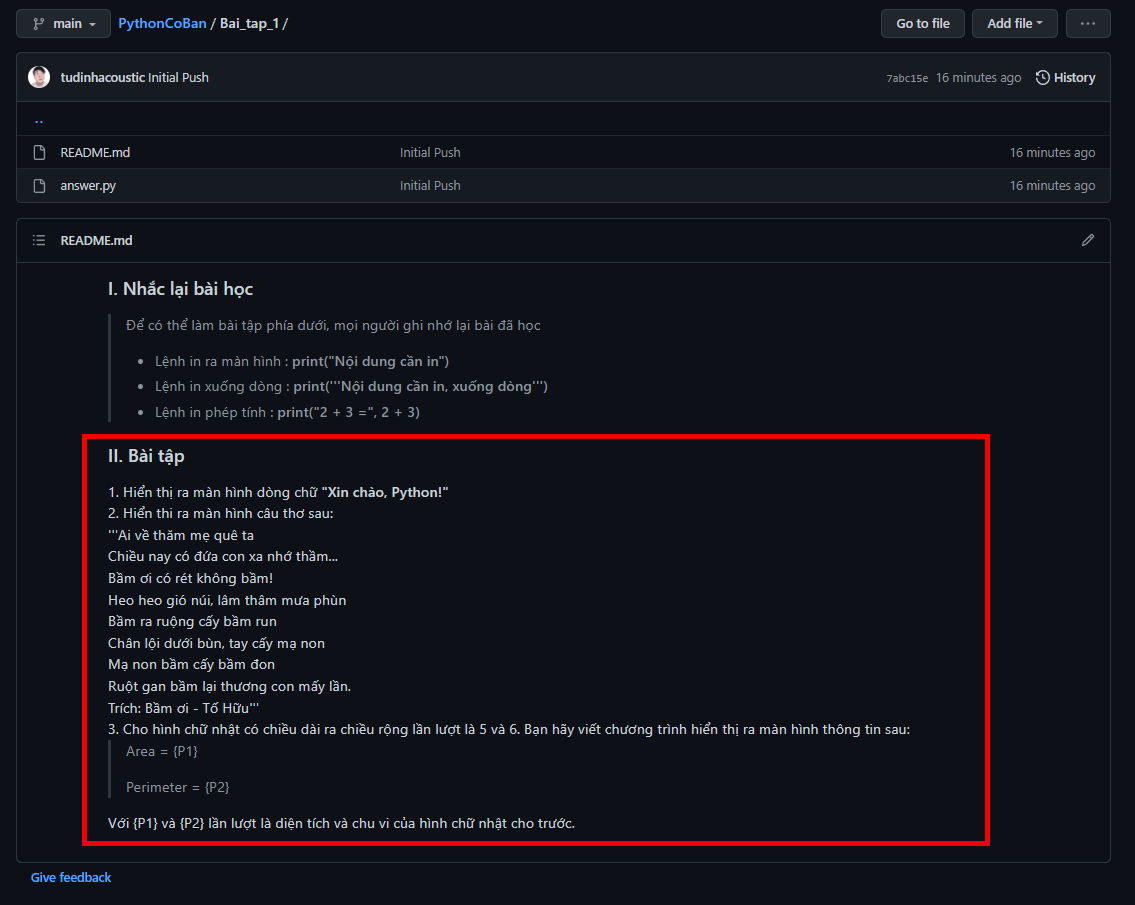 main
PythonCoBan / Bai_tap_1 /
Go to file
Add file
...
tudinhacoustic Initial Push
7abc15e 16 minutes ago History
..
README.md Initial Push 16 minutes ago
answer.py Initial Push 16 minutes ago
README.md
I. Nhắc lại bài học
Để có thể làm bài tập phía dưới, mọi người ghi nhớ lại bài đã học
• Lệnh in ra màn hình : print("Nội dung cần in")
• Lệnh in xuống dòng : print('''Nội dung cần in, xuống dỏng''')
• Lệnh in phép tính : print("2 + 3 =", 2 + 3)
II. Bài tập
1. Hiển thị ra màn hình dòng chữ "Xin chào, Python!"
2. Hiển thi ra màn hình câu thơ sau:
'''Ai về thăm mẹ quê ta
Chiều nay có đứa con xa nhớ thầm...
Bầm ơi có rét không bầm!
Heo heo gió núi, lâm thâm mưa phùn
Bầm ra ruộng cấy bầm run
Chân lội dưới bùn, tay cấy mạ non
Mạ non bầm cấy bầm đon
Ruột gan bầm lại thương con mấy lần.
Trích: Bầm ơi - Tố Hữu'''
3. Cho hình chữ nhật có chiều dài ra chiều rộng lần lượt là 5 và 6. Bạn hãy viết chương trình hiển thị ra màn hình thông tin sau:
Area = {P1}
Perimeter = {P2}
Với {P1} và {P2} lần lượt là diện tích và chu vi của hình chữ nhật cho trước.
Give feedback